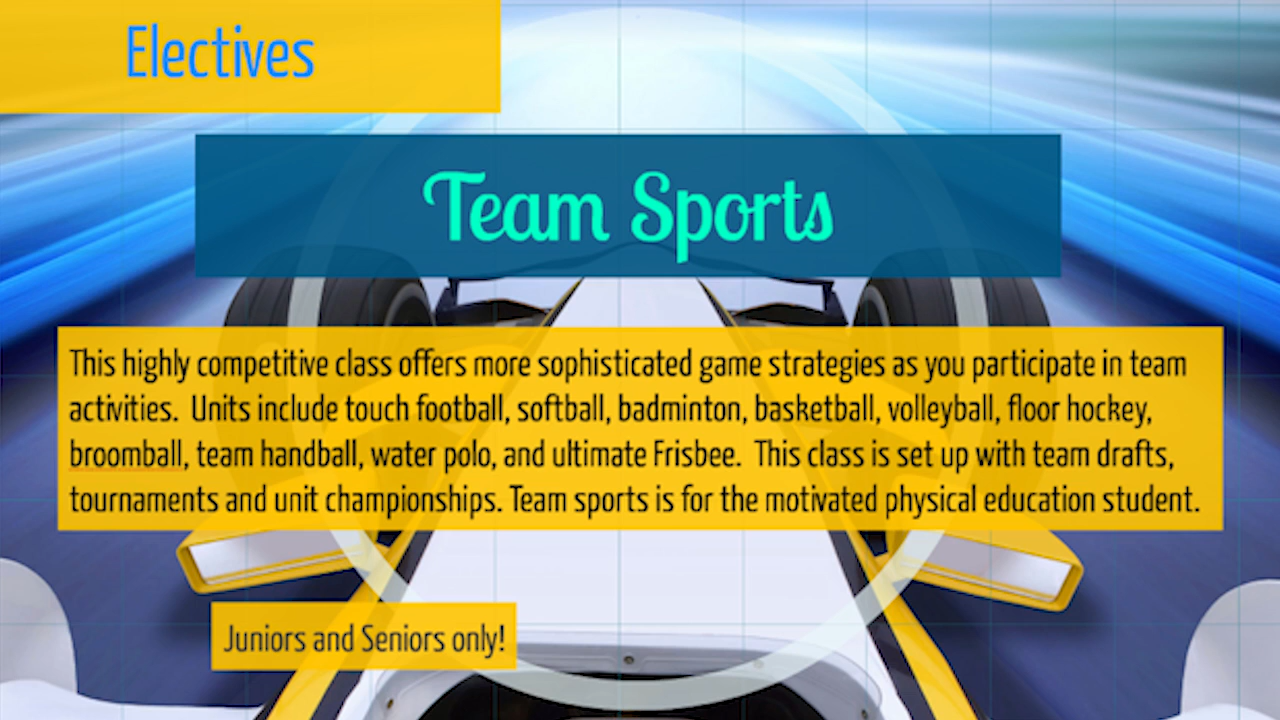 Electives
Team Sports
This highly competitive class offers more sophisticated game strategies as you participate in team
activities.  Units include touch football, softball, badminton, basketball, volleyball, floor hockey,
broomball, team handball, water polo, and ultimate Frisbee.  This class is set up with team drafts,
tournaments and unit championships. Team sports is for the motivated physical education student.
Juniors and Seniors only!